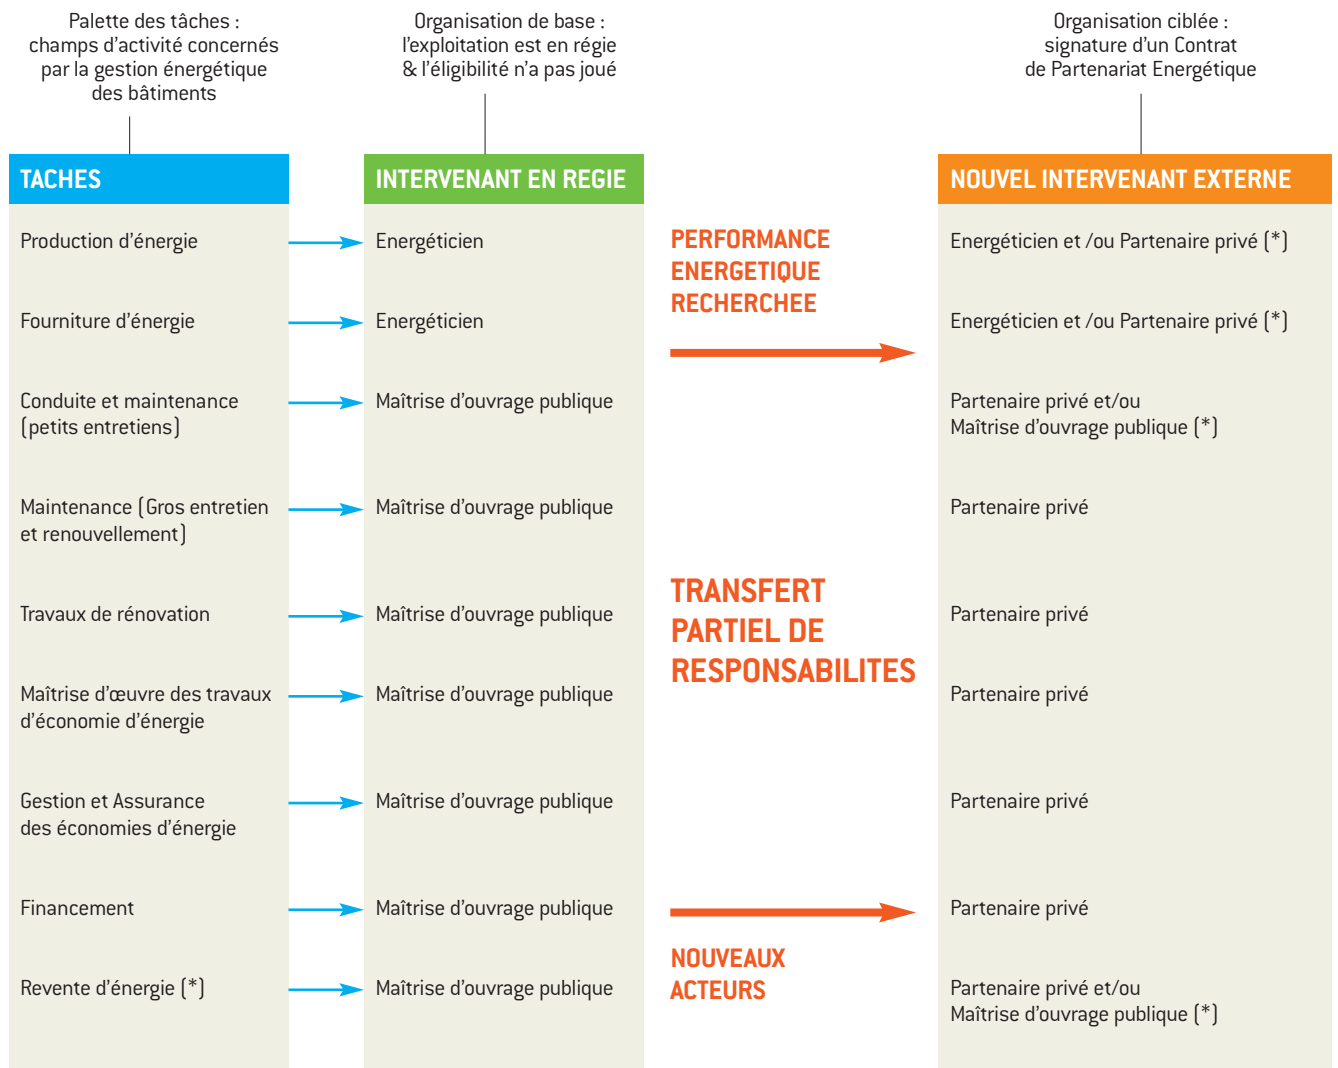 Palette des tâches :
champs d’activité concernés
par la gestion énergétique
des bâtiments
Organisation de base :
l’exploitation est en régie
& l’éligibilité n’a pas joué
Organisation ciblée :
signature d’un Contrat
de Partenariat Energétique
TACHES
INTERVENANT EN REGIE
NOUVEL INTERVENANT EXTERNE
Production d’énergie
Energéticien
Energéticien et /ou Partenaire privé (*)
PERFORMANCE
ENERGETIQUE
RECHERCHEE
Fourniture d’énergie
Energéticien
Energéticien et /ou Partenaire privé (*)
Conduite et maintenance
(petits entretiens)
Maîtrise d’ouvrage publique
Partenaire privé et/ou
Maîtrise d’ouvrage publique (*)
Maintenance (Gros entretien
et renouvellement)
Maîtrise d’ouvrage publique
Partenaire privé
TRANSFERT
PARTIEL DE
RESPONSABILITES
Travaux de rénovation
Maîtrise d’ouvrage publique
Partenaire privé
Maîtrise d’œuvre des travaux
d’économie d’énergie
Maîtrise d’ouvrage publique
Partenaire privé
Gestion et Assurance
des économies d’énergie
Maîtrise d’ouvrage publique
Partenaire privé
Financement
Maîtrise d’ouvrage publique
Partenaire privé
NOUVEAUX
ACTEURS
Revente d’énergie (*)
Maîtrise d’ouvrage publique
Partenaire privé et/ou
Maîtrise d’ouvrage publique (*)